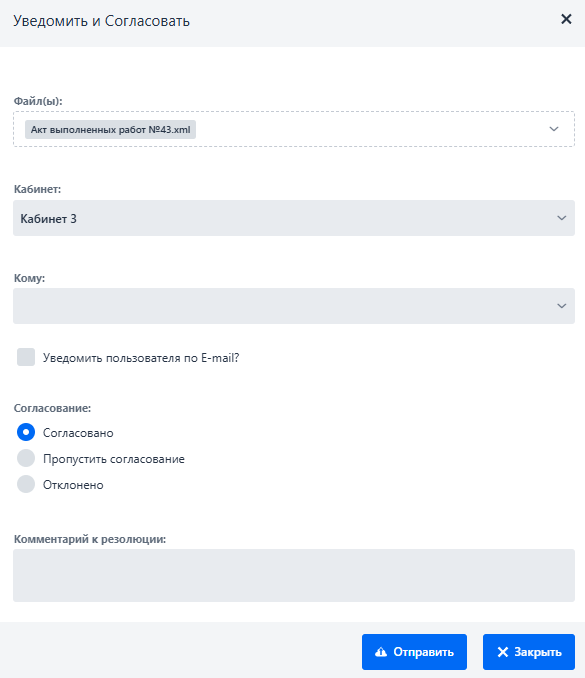 Уведомить и Согласовать
Файл(ы):
Акт выполненных работ №43.xml
Кабинет:
Кабинет 3
Кому:
Уведомить пользователя по E-mail?
Согласование:
Согласовано
Пропустить согласование
Отклонено
Комментарий к резолюции:
Отправить
Закрыть